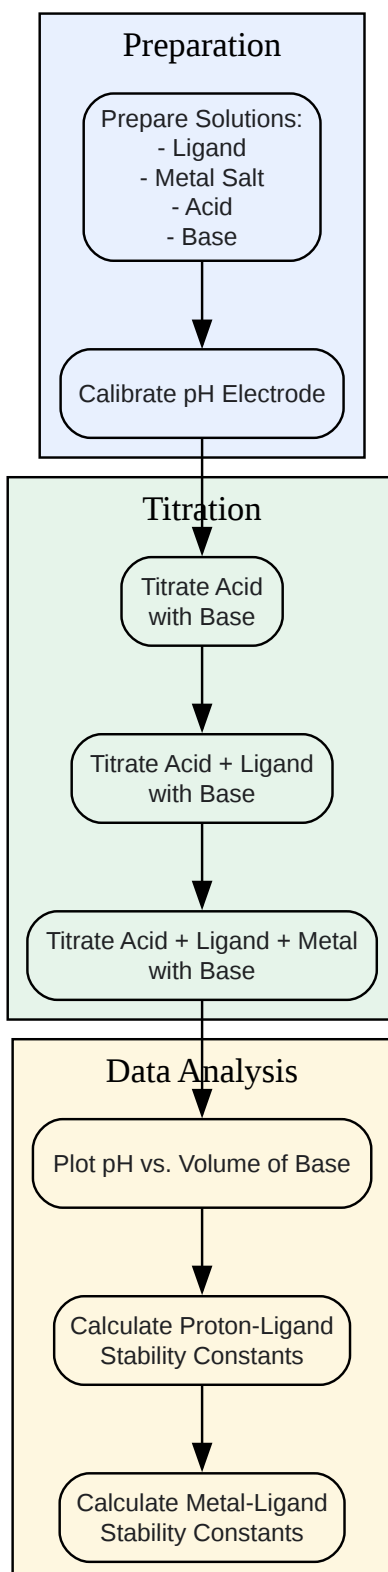 Preparation
Prepare Solutions:
- Ligand
- Metal Salt
- Acid
- Base
Calibrate pH Electrode
Titration
Titrate Acid
with Base
Titrate Acid + Ligand
with Base
Titrate Acid + Ligand + Metal
with Base
Data Analysis
Plot pH vs. Volume of Base
Calculate Proton-Ligand
Stability Constants
Calculate Metal-Ligand
Stability Constants